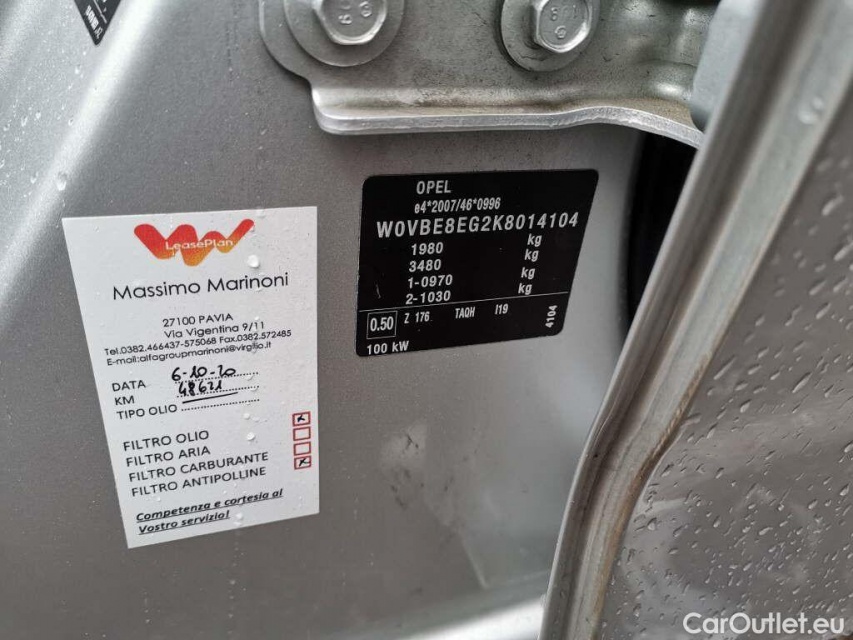 LeasePlan
Massimo Marinoni
27100 PAVIA
Via Vigentina 9/11
Tel.0382.466437-575068 Fax.0382.572485
E-mail:alfagroupmarinoni@virgilio.it
DATA 6-10-20
KM 48621
TIPO OLIO
FILTRO OLIO
FILTRO ARIA
FILTRO CARBURANTE
FILTRO ANTIPOLLINE
Competenza e cortesia al
Vostro servizio!
OPEL
e4*2007/46*0996
W0VBE8EG2K8014104
1980 kg
3480 kg
1-0970 kg
2-1030 kg
0.50 Z 176 TAQH I19
4104
100 kW
CarOutlet.eu